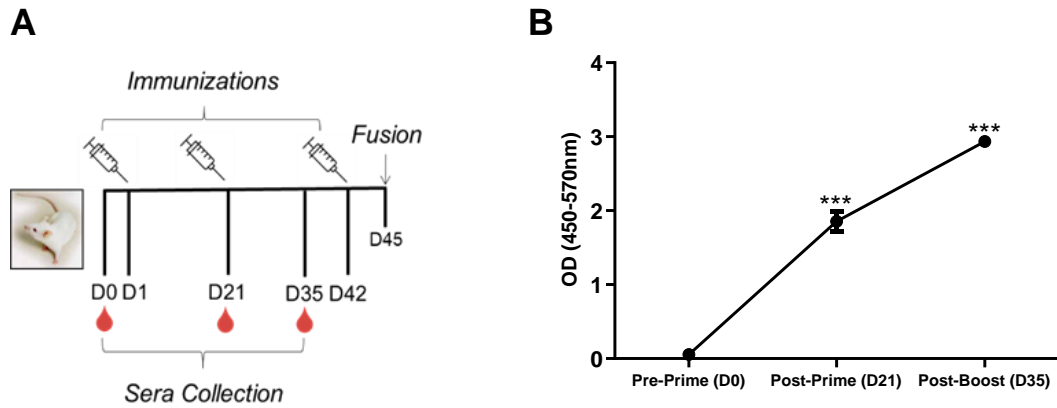 A
Immunizations
Fusion
D45
D0 D1 D21 D35 D42
Sera Collection
B
OD (450-570nm)
4
3
2
1
0
***
***
Pre-Prime (D0) Post-Prime (D21) Post-Boost (D35)